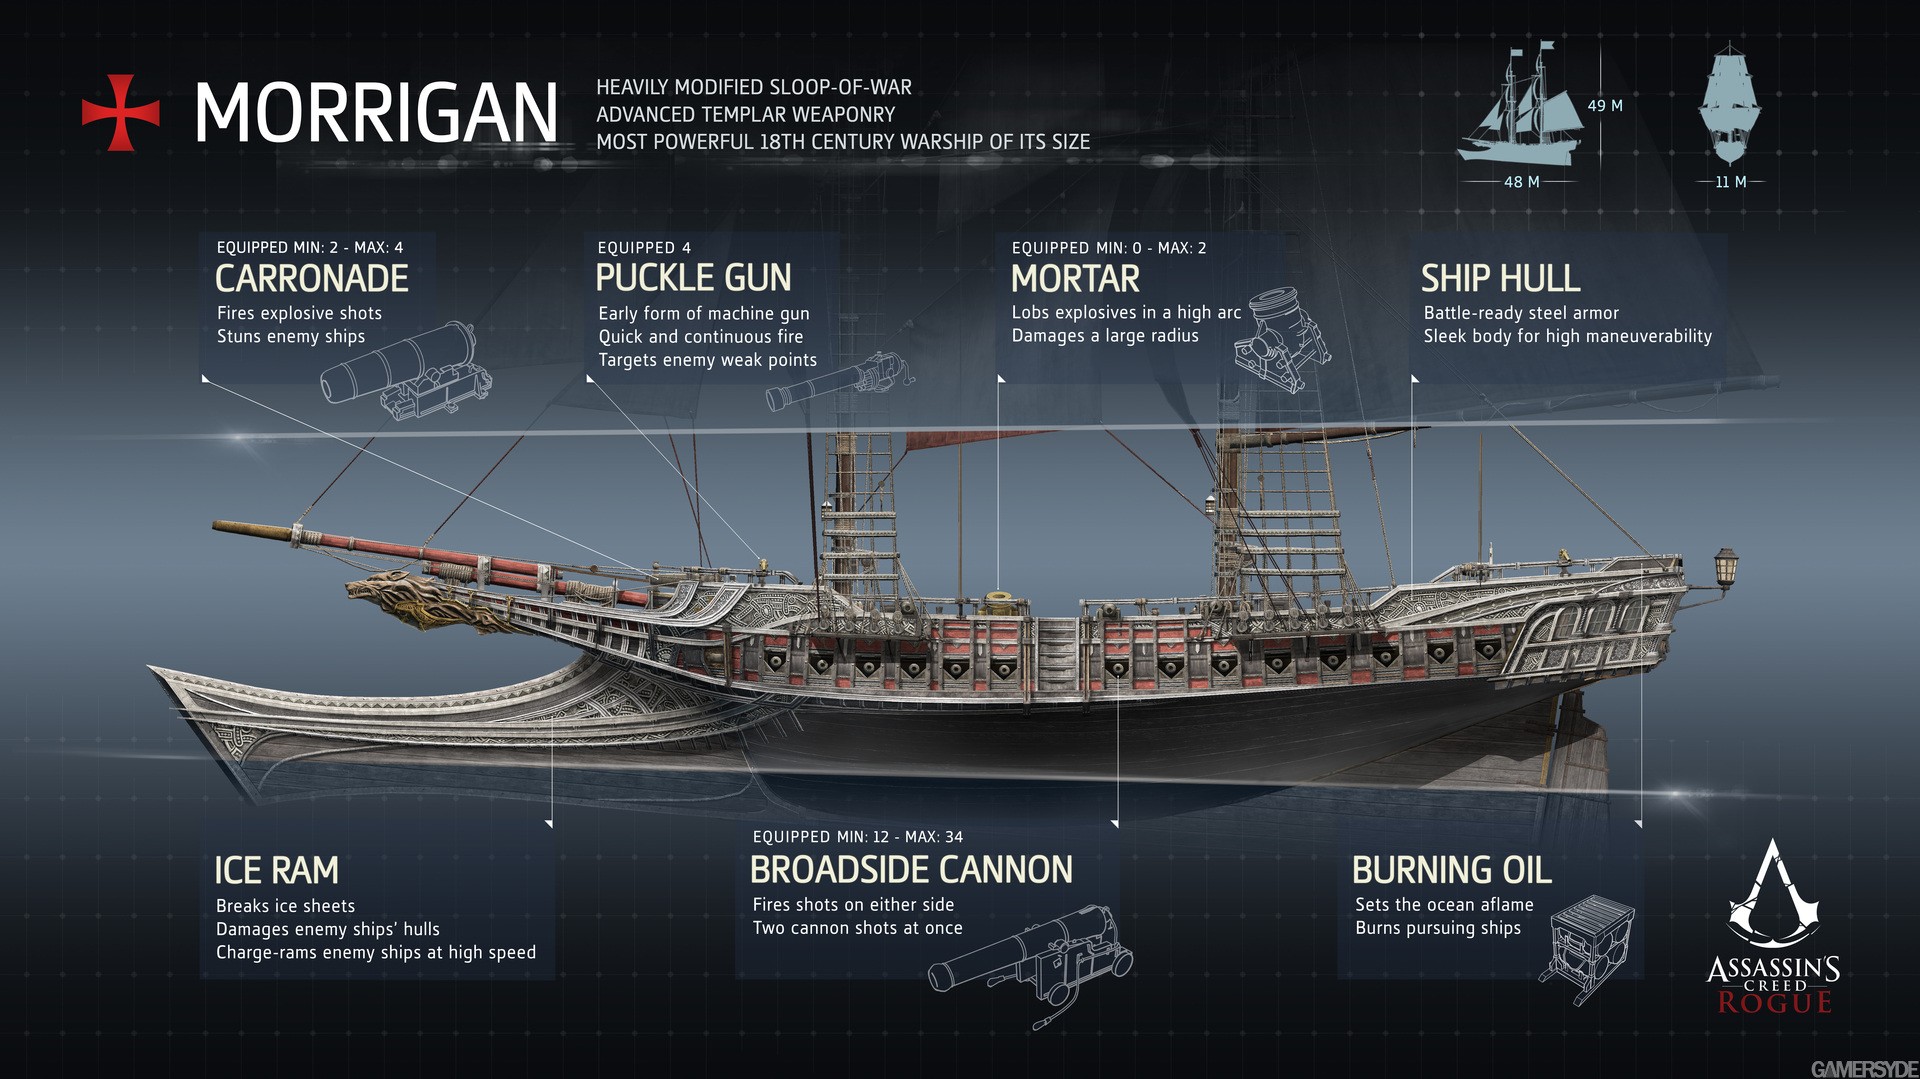 MORRIGAN
HEAVILY MODIFIED SLOOP-OF-WAR
ADVANCED TEMPLAR WEAPONRY
MOST POWERFUL 18TH CENTURY WARSHIP OF ITS SIZE
49 M
48 M
11 M
EQUIPPED MIN: 2 - MAX: 4
CARRONADE
Fires explosive shots
Stuns enemy ships
EQUIPPED 4
PUCKLE GUN
Early form of machine gun
Quick and continuous fire
Targets enemy weak points
EQUIPPED MIN: 0 - MAX: 2
MORTAR
Lobs explosives in a high arc
Damages a large radius
SHIP HULL
Battle-ready steel armor
Sleek body for high maneuverability
ICE RAM
Breaks ice sheets
Damages enemy ships' hulls
Charge-rams enemy ships at high speed
EQUIPPED MIN: 12 - MAX: 34
BROADSIDE CANNON
Fires shots on either side
Two cannon shots at once
BURNING OIL
Sets the ocean aflame
Burns pursuing ships
ASSASSIN'S
CREED
ROGUE
GAMERSYDE